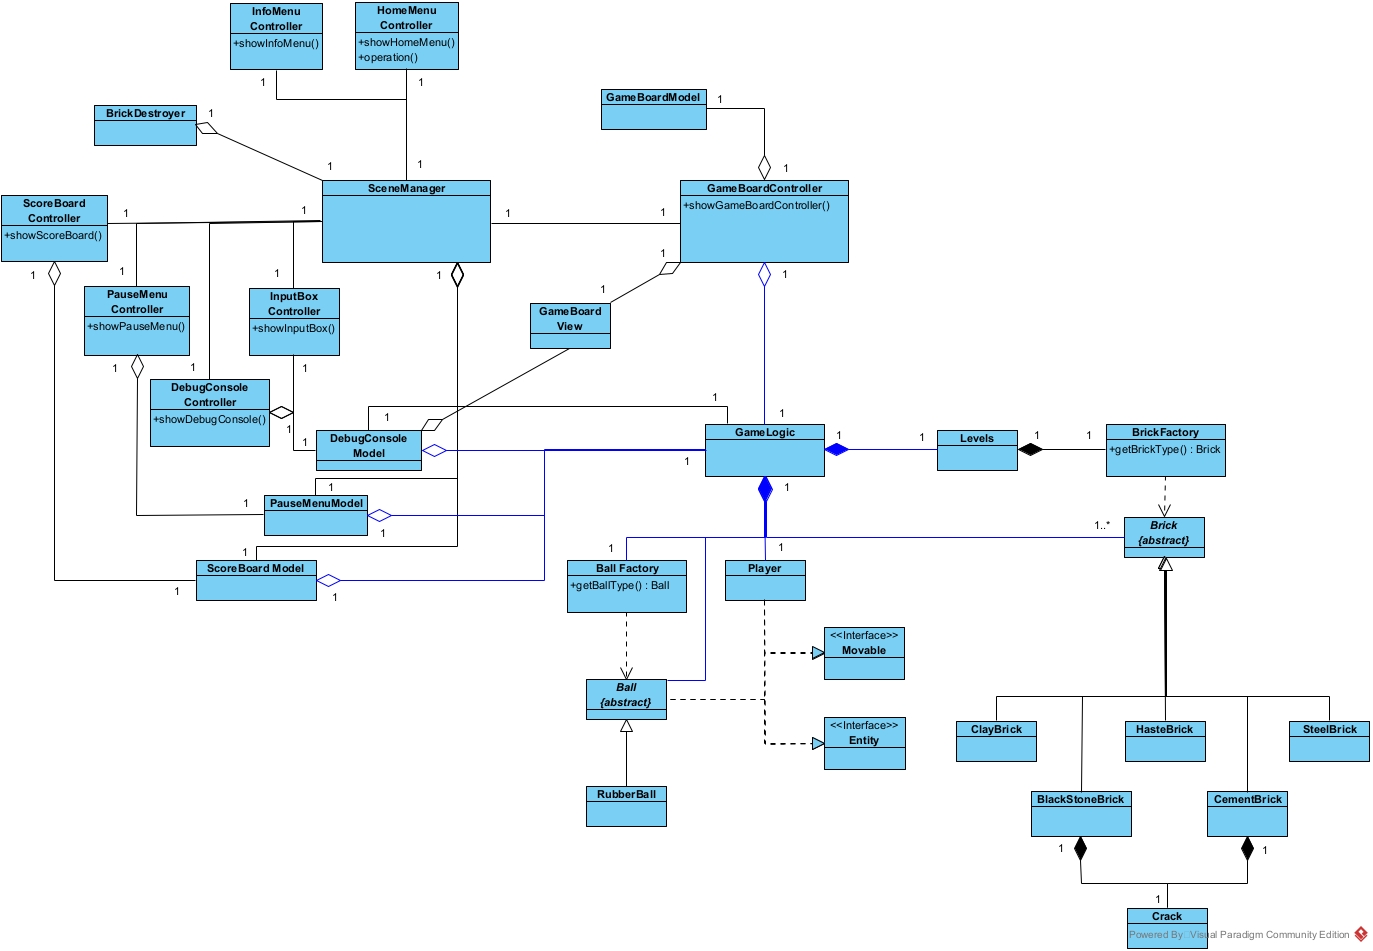 InfoMenu
Controller
+showInfoMenu()
1
HomeMenu
Controller
+showHomeMenu()
+operation()
1
BrickDestroyer
1
1
1
GameBoardModel
1
1
ScoreBoard
Controller
+showScoreBoard()
1
1
1
SceneManager
1
1
1
GameBoardController
+showGameBoardController()
1
1
PauseMenu
Controller
+showPauseMenu()
1
1
InputBox
Controller
+showInputBox()
1
1
GameBoard
View
1
DebugConsole
Controller
+showDebugConsole()
1
1
DebugConsole
Model
1
1
1
GameLogic
1
1
1
1
Levels
1
1
BrickFactory
+getBrickType() : Brick
1
PauseMenuModel
1
1
1
ScoreBoard Model
1
1
1
Brick
{abstract}
1..*
Ball Factory
+getBallType() : Ball
1
Player
1
<<Interface>>
Movable
Ball
{abstract}
<<Interface>>
Entity
RubberBall
ClayBrick
HasteBrick
SteelBrick
BlackStoneBrick
1
CementBrick
1
Crack
1
Powered By Visual Paradigm Community Edition